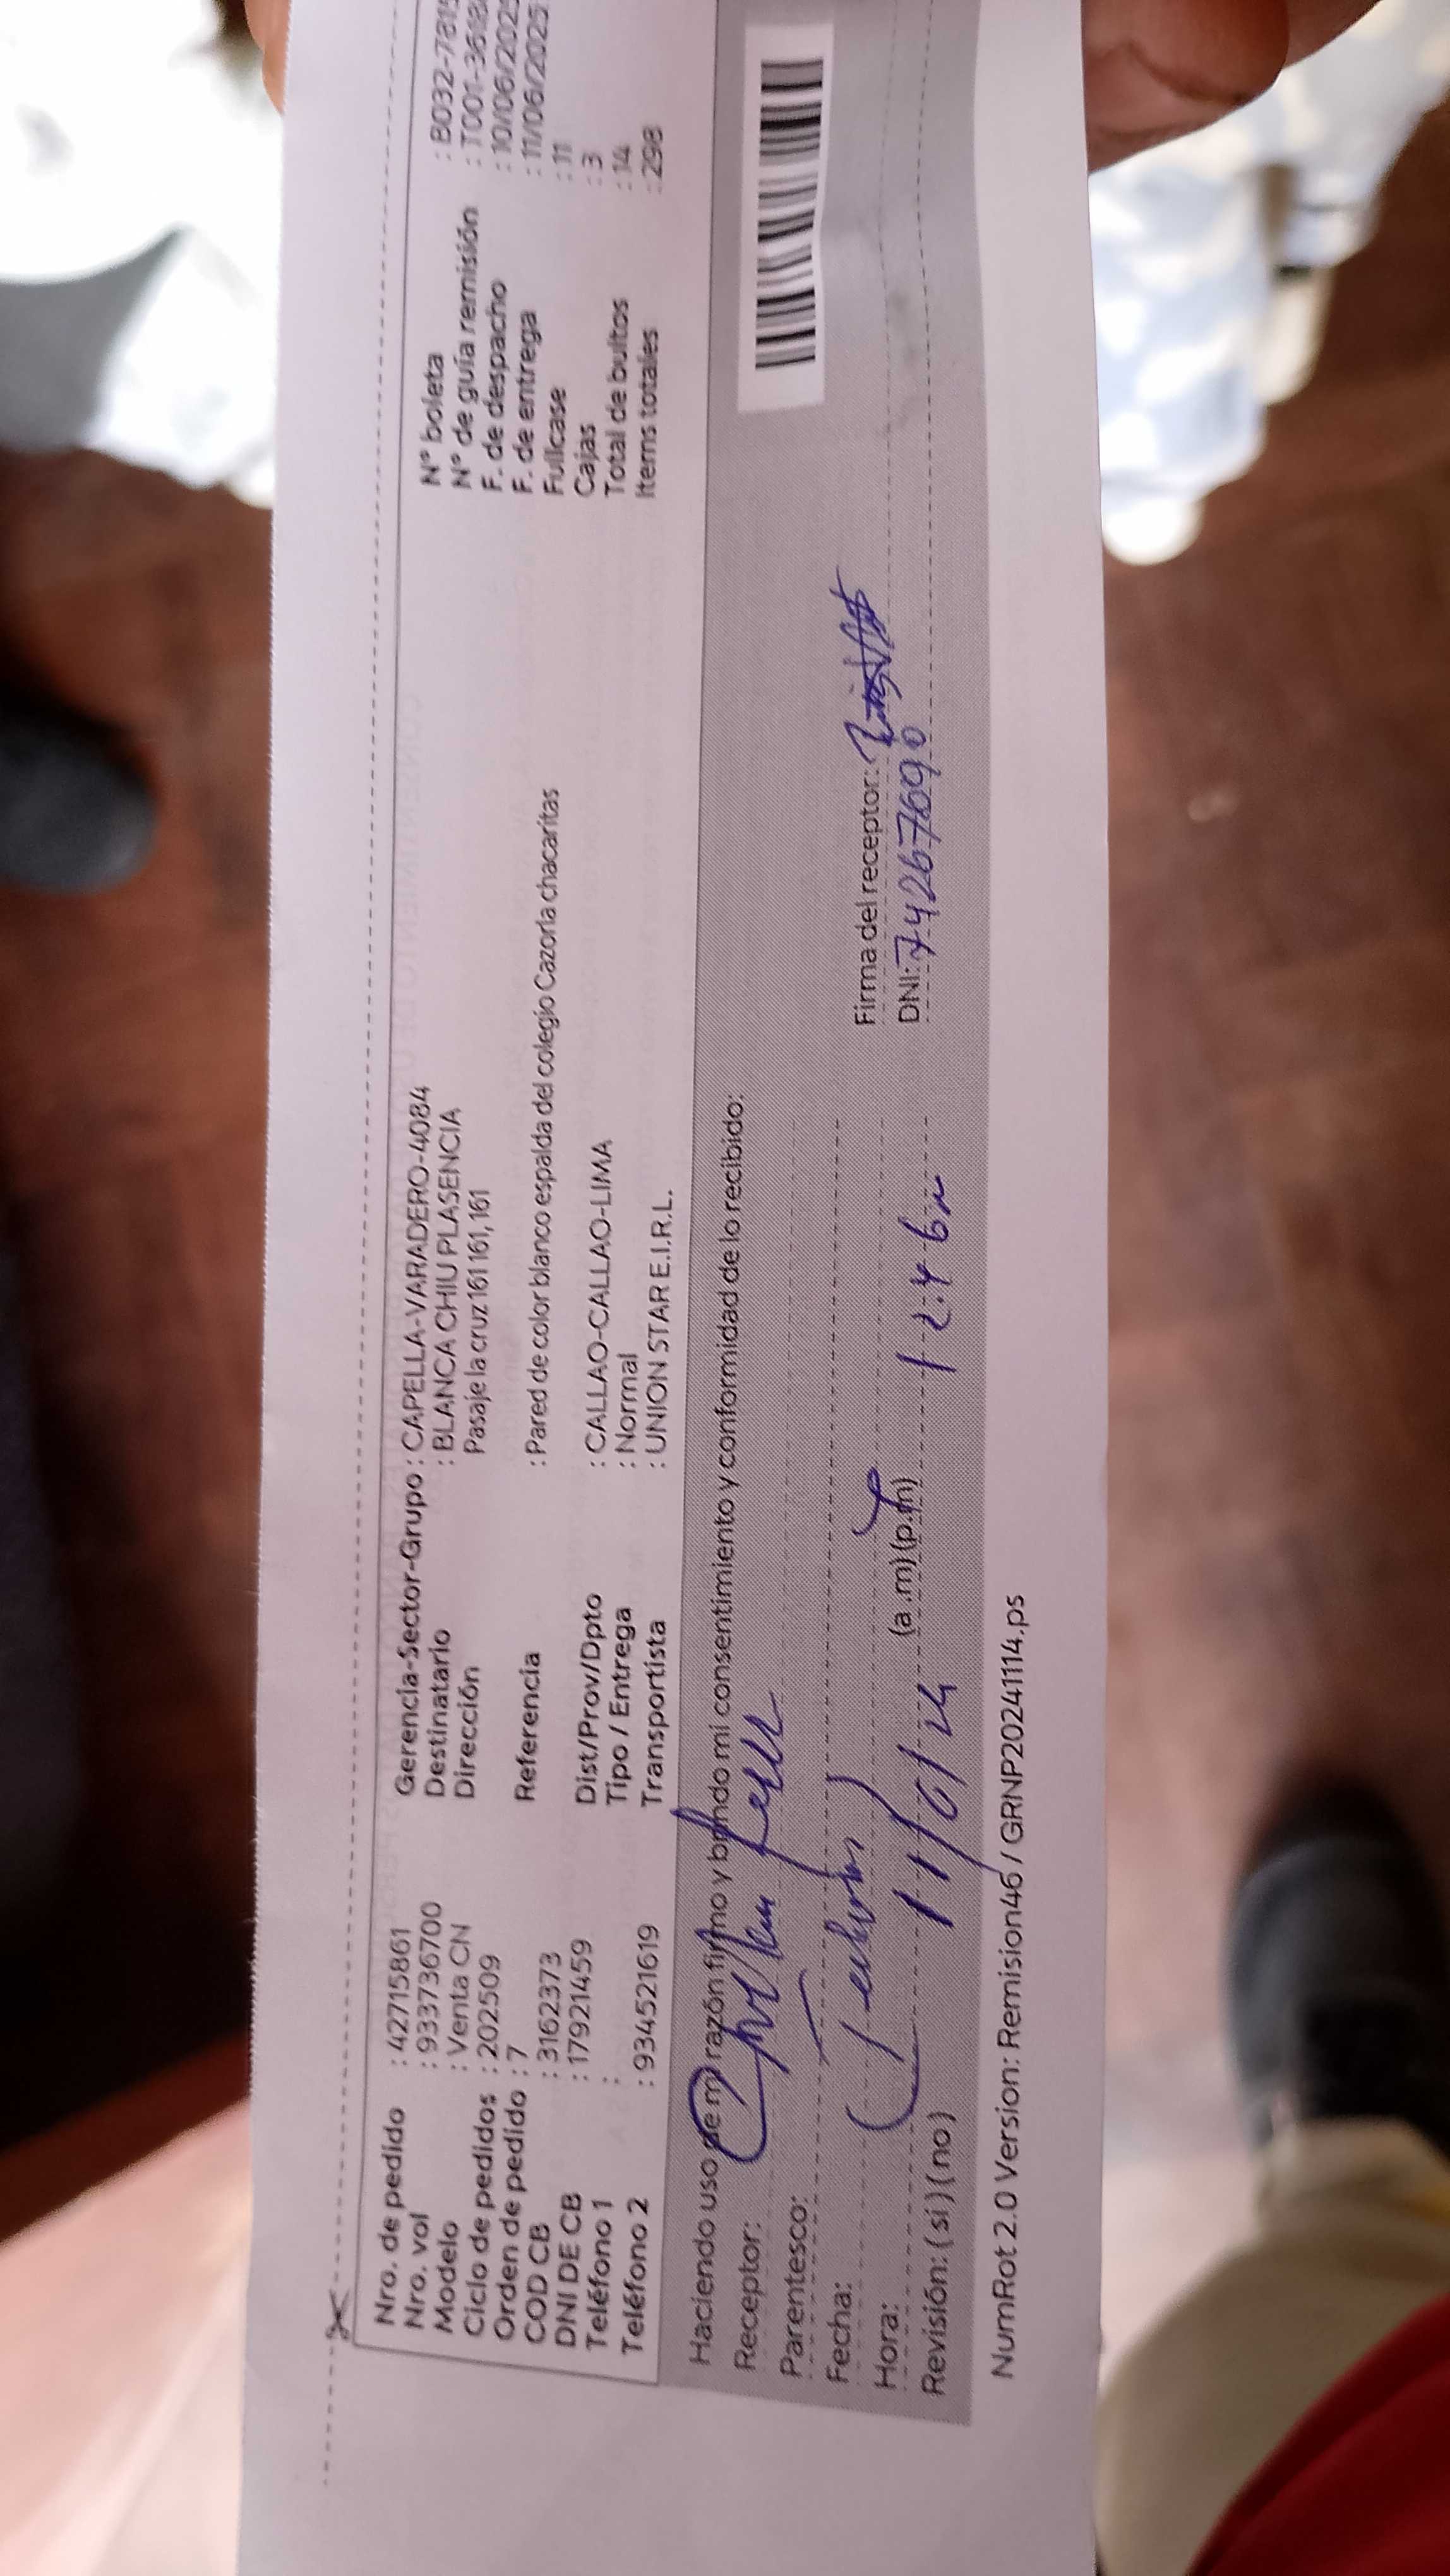 Nro. de pedido : 42715861
Nro. vol : 933736700
Modelo : Venta CN
Ciclo de pedidos : 202509
Orden de pedido : 7
COD CB : 3162373
DNI DE CB : 17921459
Teléfono 1 :
Teléfono 2 : 934521619
Gerencia-Sector-Grupo : CAPELLA-VARADERO-4084
Destinatario : BLANCA CHIU PLASENCIA
Dirección Pasaje la cruz 161 161, 161
Referencia : Pared de color blanco espalda del colegio Cazorla chacaritas
Dist/Prov/Dpto : CALLAO-CALLAO-LIMA
Tipo / Entrega : Normal
Transportista : UNION STAR E.I.R.L.
N° boleta : B032-781
N° de guía remisión : T001-3618
F. de despacho : 10/06/2025
F. de entrega : 11/06/2025
Fullcase : 11
Cajas : 3
Total de bultos : 14
Items totales : 298
Haciendo uso de mi razón firmo y brindo mi consentimiento y conformidad de lo recibido:
Receptor:
Parentesco:
Fecha:
Hora: 11/6/24
Revisión: (si) (no) (a.m) (p.m) 12:46
Firma del receptor:
DNI: 74267690
NumRot 2.0 Version: Remision46 / GRNP20241114.ps